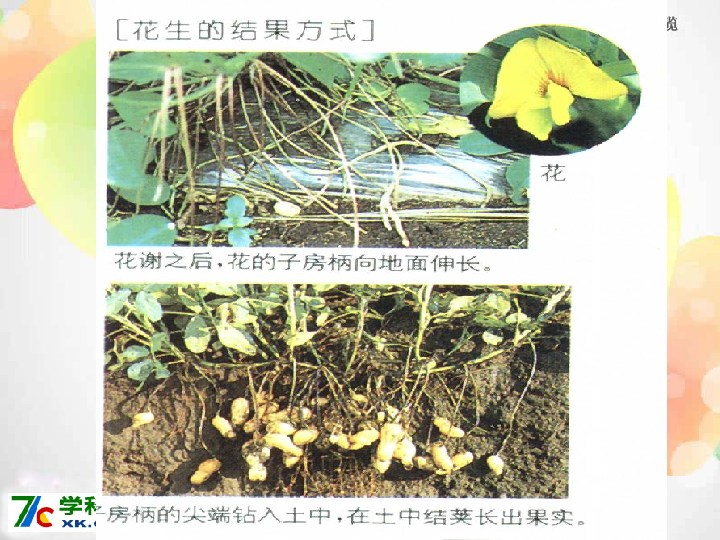 [花生的结果方式]
览
花
花谢之后,花的子房柄向地面伸长。
学科
XK.C
房柄的尖端钻入土中,在土中结荚长出果实。